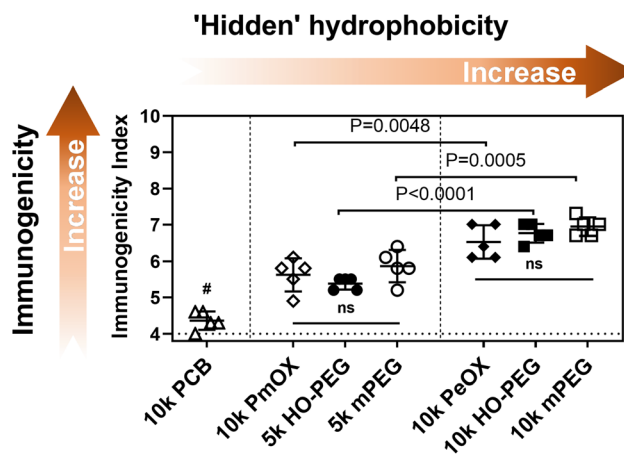 'Hidden' hydrophobicity
Increase
Immunogenicity
Increase
Immunogenicity Index
10
9
8
7
6
5
4
P=0.0048
P=0.0005
P<0.0001
#
ns
ns
10k PCB
10k PmOX
5k HO-PEG
5k mPEG
10k PeOX
10k HO-PEG
10k mPEG